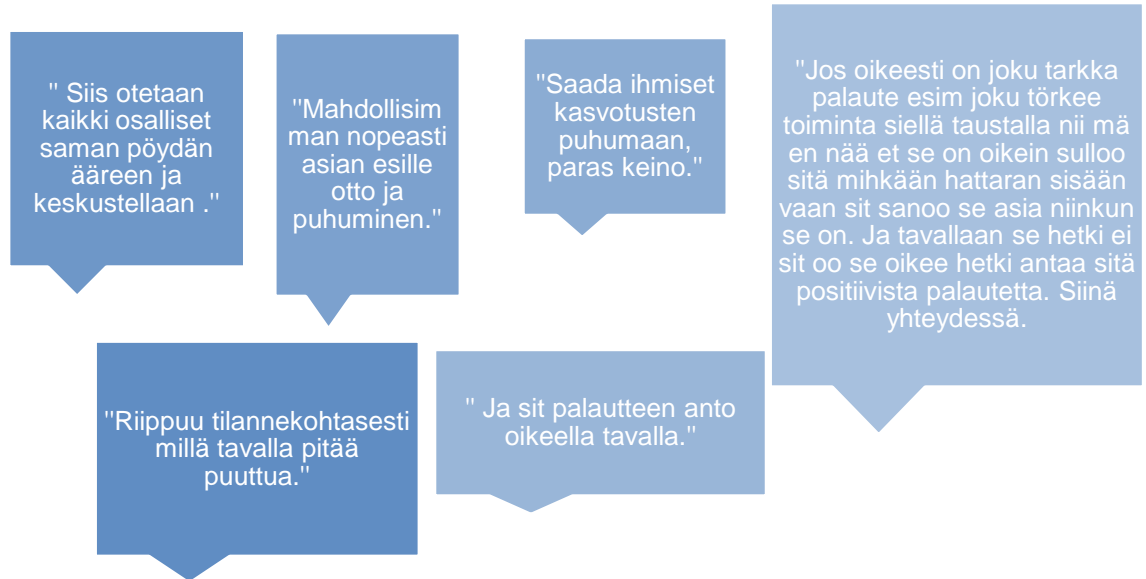 " Siis otetaan
kaikki osalliset
saman pöydän
ääreen ja
keskustellaan ."
"Mahdollisim
man nopeasti
asian esille
otto ja
puhuminen."
"Saada ihmiset
kasvotusten
puhumaan,
paras keino."
"Jos oikeesti on joku tarkka
palaute esim joku törkee
toiminta siellä taustalla nii mä
en nää et se on oikein sulloo
sitä mihkään hattaran sisään
vaan sit sanoo se asia niinkun
se on. Ja tavallaan se hetki ei
sit oo se oikee hetki antaa sitä
positiivista palautetta. Siinä
yhteydessä.
"Riippuu tilannekohtasesti
millä tavalla pitää
puuttua."
" Ja sit palautteen anto
oikeella tavalla."